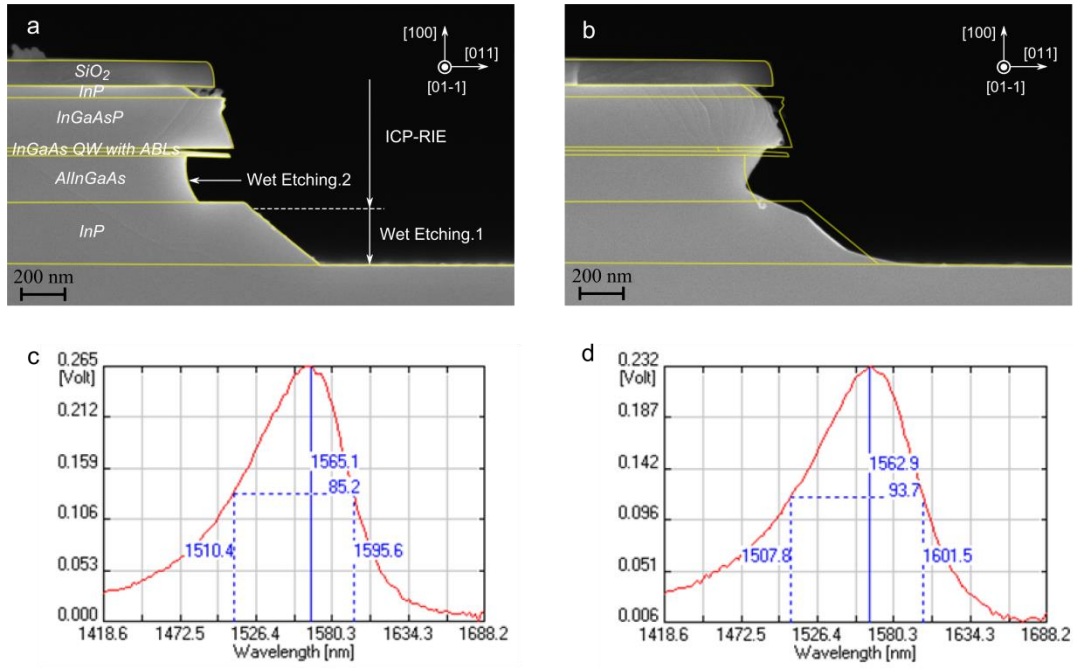 a
[100]
[011]
[01-1]
SiO2
InP
InGaAsP
InGaAs QW with ABLs
AlInGaAs
InP
ICP-RIE
Wet Etching.2
Wet Etching.1
200 nm
b
[100]
[011]
[01-1]
200 nm
c
0.265
[Volt]
0.212
0.159
0.106
0.053
0.000
1565.1
85.2
1510.4
1595.6
1418.6 1472.5 1526.4 1580.3 1634.3 1688.2
Wavelength [nm]
d
0.232
[Volt]
0.187
0.142
0.096
0.051
0.006
1562.9
93.7
1507.8
1601.5
1418.6 1472.5 1526.4 1580.3 1634.3 1688.2
Wavelength [nm]